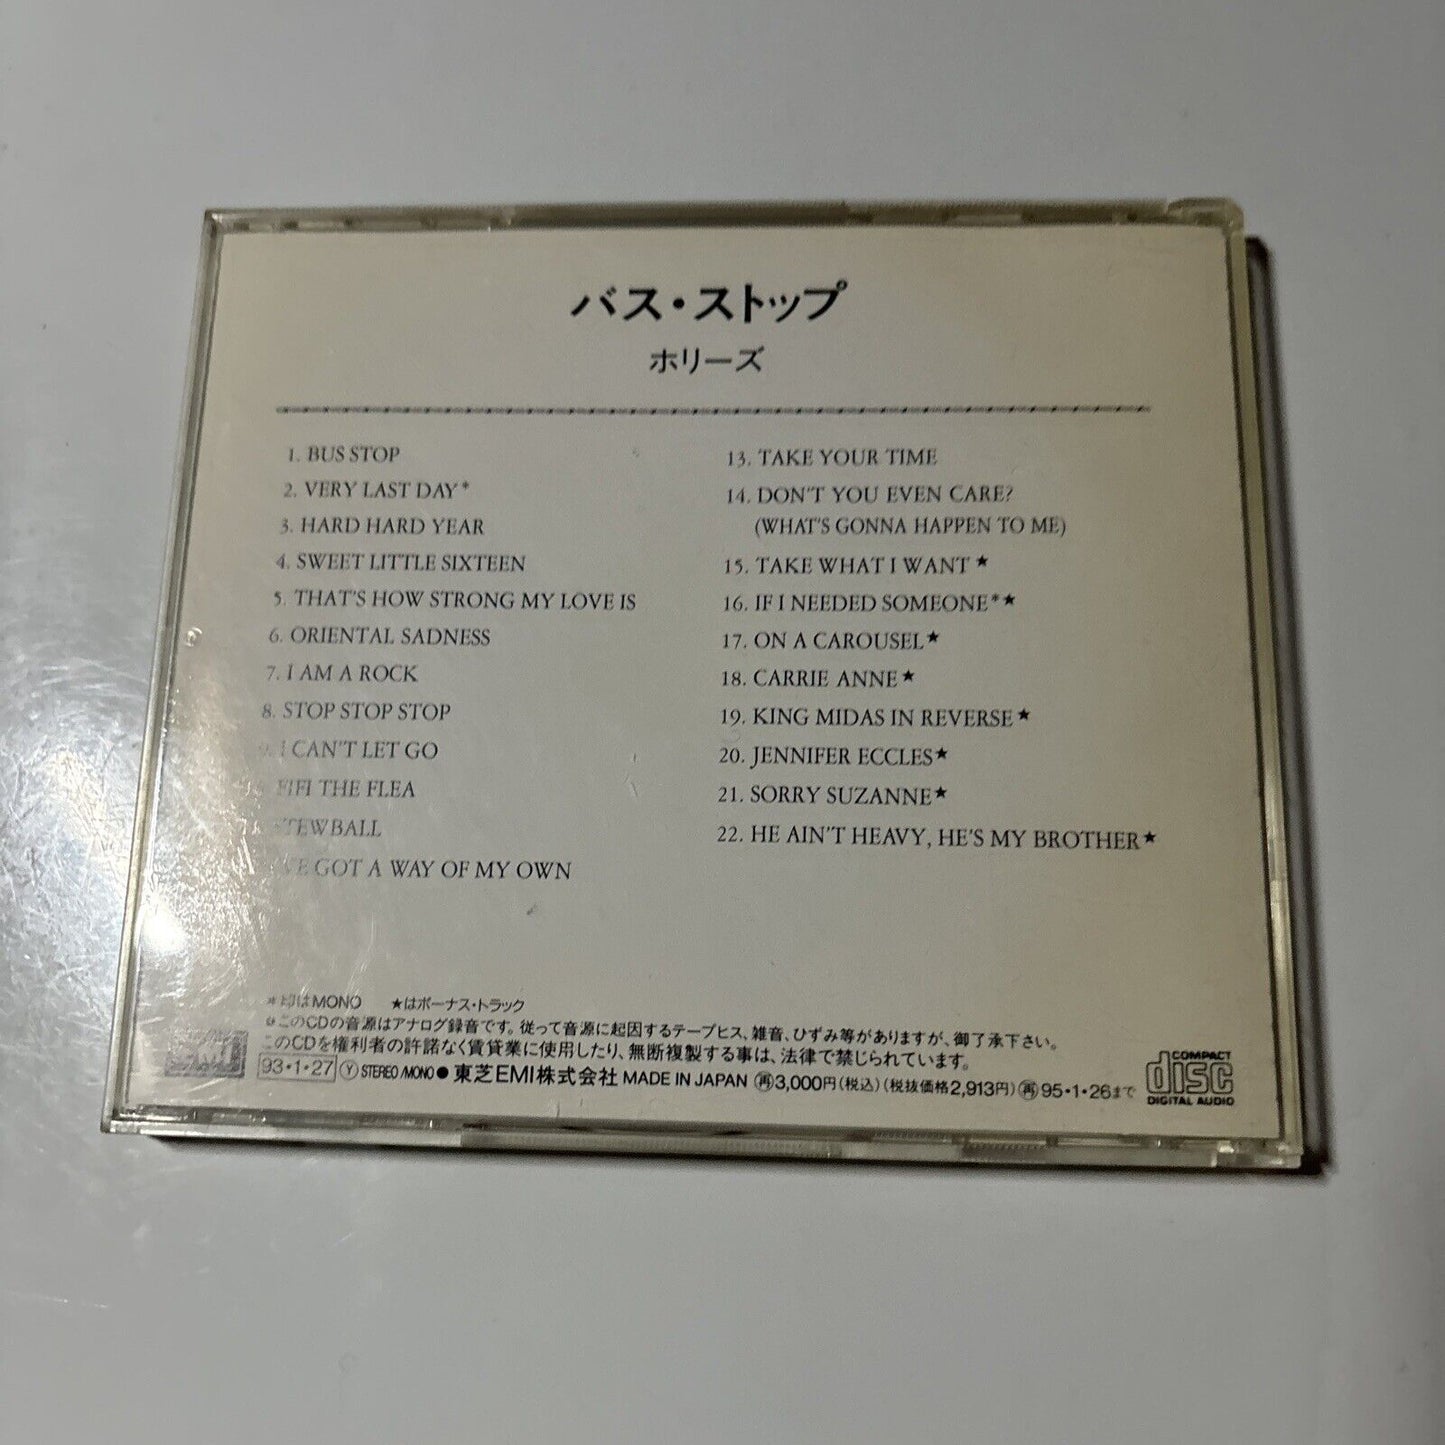 バス・ストップ
ホリーズ
1. BUS STOP
2. VERY LAST DAY*
3. HARD HARD YEAR
4. SWEET LITTLE SIXTEEN
5. THAT'S HOW STRONG MY LOVE IS
6. ORIENTAL SADNESS
7. I AM A ROCK
8. STOP STOP STOP
I CAN'T LET GO
FIFI THE FLEA
TEWBALL
VE GOT A WAY OF MY OWN
13. TAKE YOUR TIME
14. DON'T YOU EVEN CARE?
(WHAT'S GONNA HAPPEN TO ME)
15. TAKE WHAT I WANT ★
16. IF I NEEDED SOMEONE*★
17. ON A CAROUSEL★
18. CARRIE ANNE★
19. KING MIDAS IN REVERSE★
20. JENNIFER ECCLES★
21. SORRY SUZANNE★
22. HE AIN'T HEAVY, HE'S MY BROTHER★
*印はMONO ★はボーナス・トラック
●このCDの音源はアナログ録音です。従って音源に起因するテープヒス、雑音、ひずみ等がありますが、御了承下さい。
このCDを権利者の許諾なく賃貸業に使用したり、無断複製する事は、法律で禁じられています。
93・1・27 Ⓨ STEREO/MONO ● 東芝EMI株式会社 MADE IN JAPAN ㊢3,000円(税込)(税抜価格2,913円)㊢95・1・26まで
COMPACT
disc
DIGITAL AUDIO